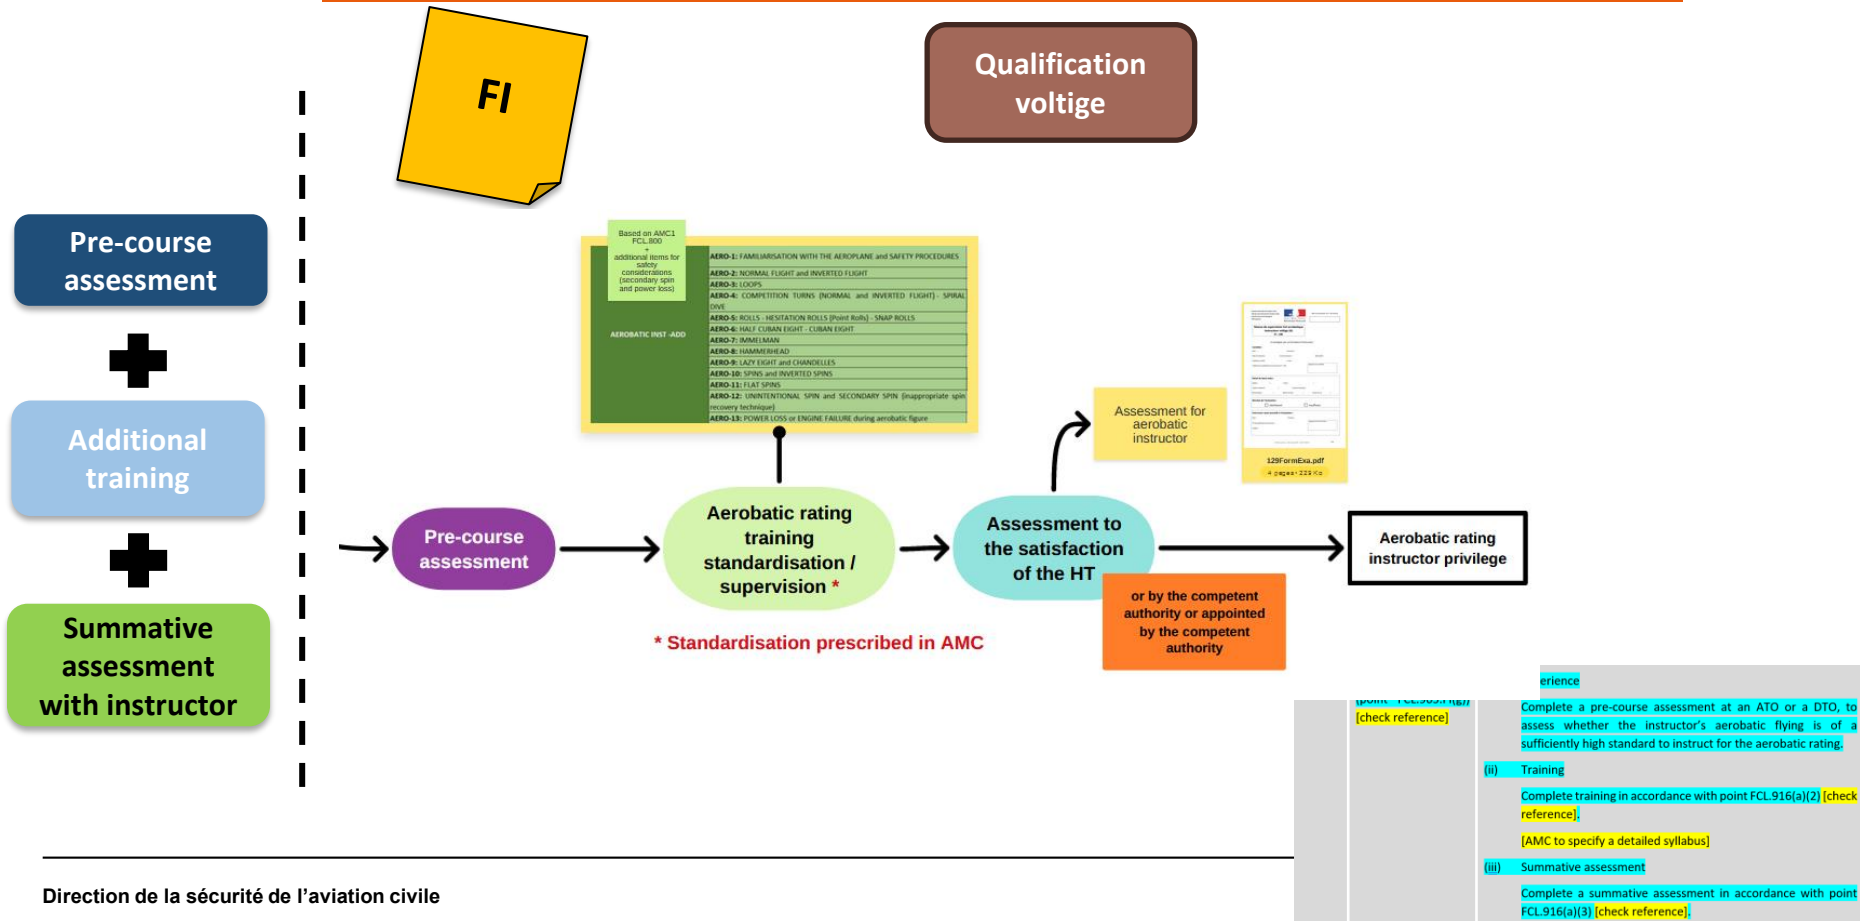 FI
Qualification
voltige
Pre-course
assessment
Additional
training
Summative
assessment
with instructor
Based on AMC1
FCL.800
+
additional items for
safety
considerations
(secondary spin
and power loss)
AEROBATIC INST -ADD
AERO-1: FAMILIARISATION WITH THE AEROPLANE and SAFETY PROCEDURES
AERO-2: NORMAL FLIGHT and INVERTED FLIGHT
AERO-3: LOOPS
AERO-4: COMPETITION TURNS (NORMAL and INVERTED FLIGHT) - SPIRAL
DIVE
AERO-5: ROLLS - HESITATION ROLLS (Point Rolls) - SNAP ROLLS
AERO-6: HALF CUBAN EIGHT - CUBAN EIGHT
AERO-7: IMMELMAN
AERO-8: HAMMERHEAD
AERO-9: LAZY EIGHT and CHANDELLES
AERO-10: SPINS and INVERTED SPINS
AERO-11: FLAT SPINS
AERO-12: UNINTENTIONAL SPIN and SECONDARY SPIN (inappropriate spin
recovery technique)
AERO-13: POWER LOSS or ENGINE FAILURE during aerobatic figure
Assessment for
aerobatic
instructor
129FormExa.pdf
4 pages • 229 Ko
Pre-course
assessment
Aerobatic rating
training
standardisation /
supervision *
Assessment to
the satisfaction
of the HT
or by the competent
authority or appointed
by the competent
authority
Aerobatic rating
instructor privilege
* Standardisation prescribed in AMC
[check reference]
erience
Complete a pre-course assessment at an ATO or a DTO, to
assess whether the instructor's aerobatic flying is of a
sufficiently high standard to instruct for the aerobatic rating.
(ii) Training
Complete training in accordance with point FCL.916(a)(2) [check
reference].
[AMC to specify a detailed syllabus]
(iii) Summative assessment
Complete a summative assessment in accordance with point
FCL.916(a)(3) [check reference].
Direction de la sécurité de l'aviation civile